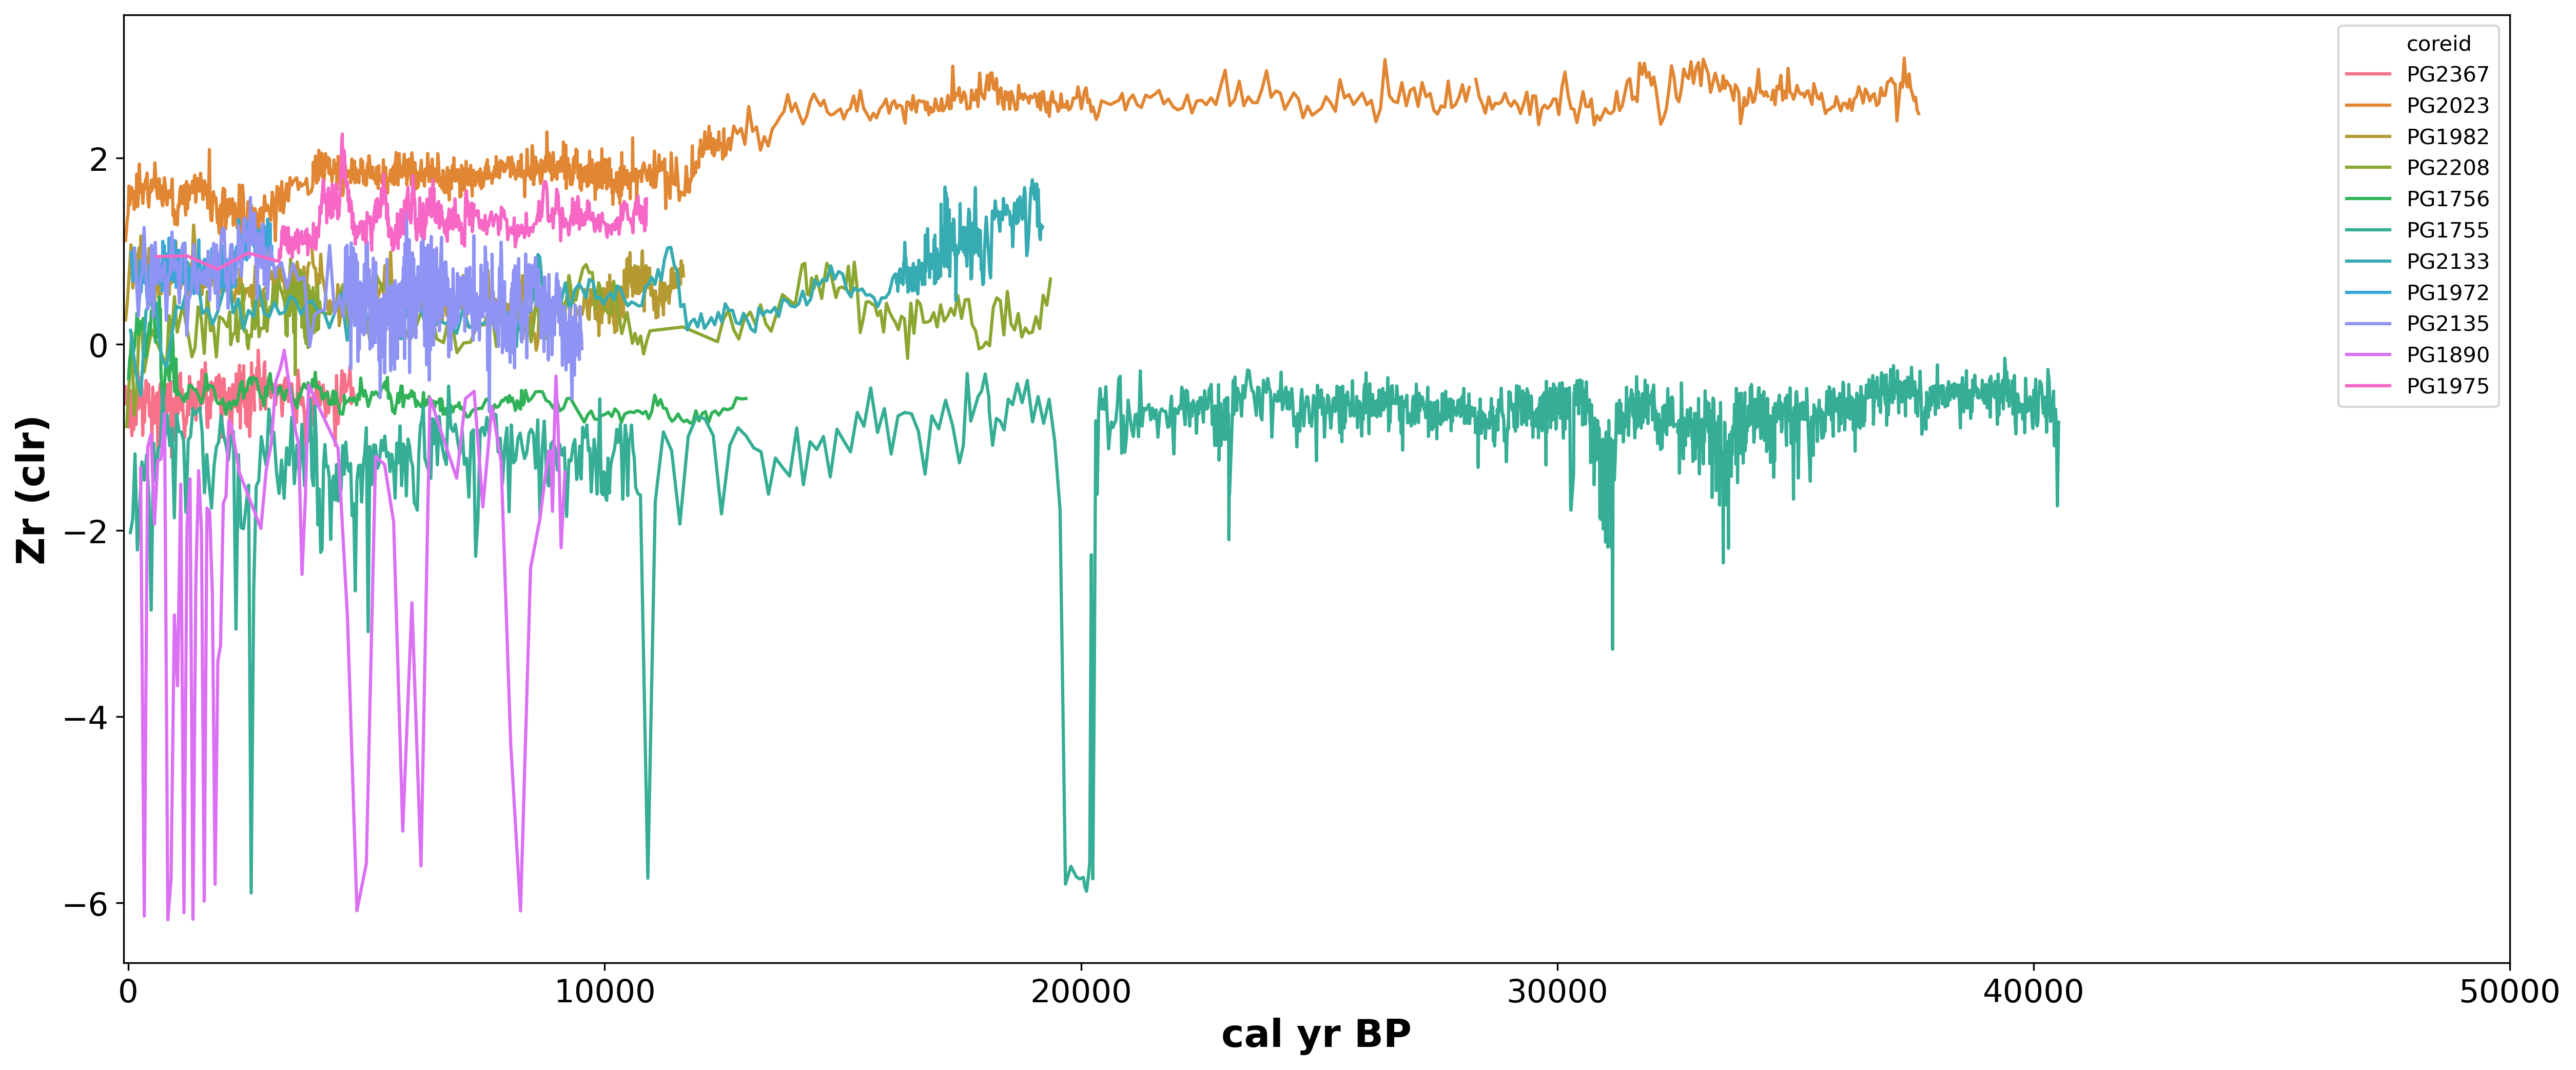 coreid
PG2367
PG2023
PG1982
PG2208
PG1756
PG1755
PG2133
PG1972
PG2135
PG1890
PG1975
Zr (clr)
2
0
−2
−4
−6
0 10000 20000 30000 40000 50000
cal yr BP